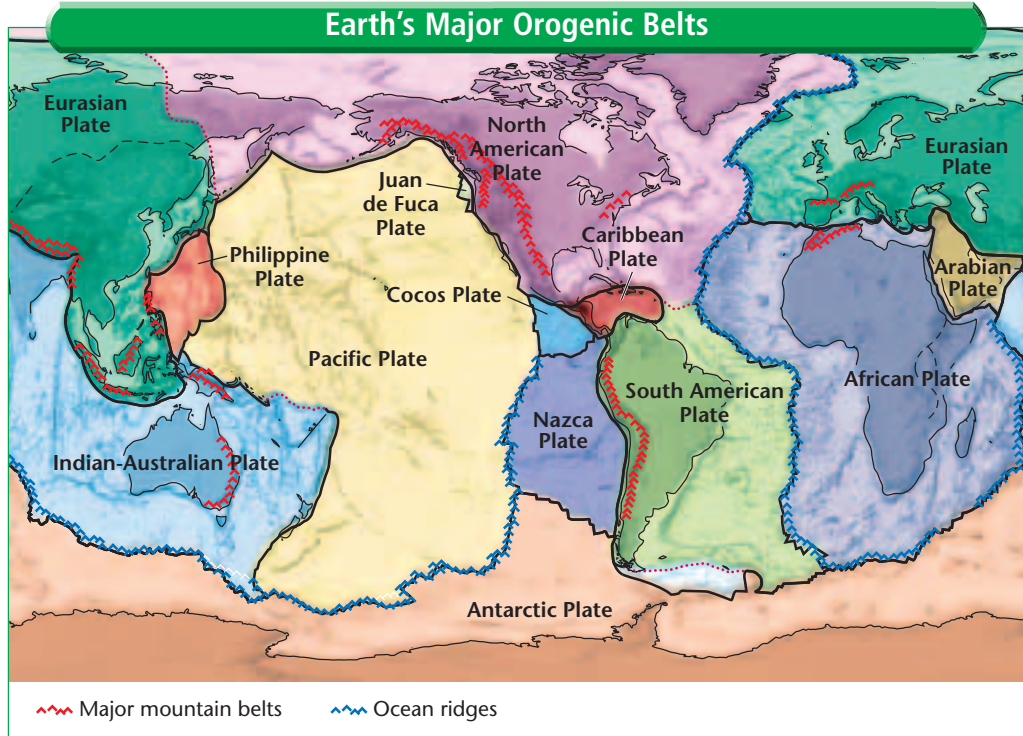 Earth's Major Orogenic Belts
Eurasian
Plate
North
American
Plate
Eurasian
Plate
Juan
de Fuca
Plate
Philippine
Plate
Caribbean
Plate
Arabian
Plate
Cocos Plate
Pacific Plate
South American
Plate
African Plate
Nazca
Plate
Indian-Australian Plate
Antarctic Plate
Major mountain belts
Ocean ridges